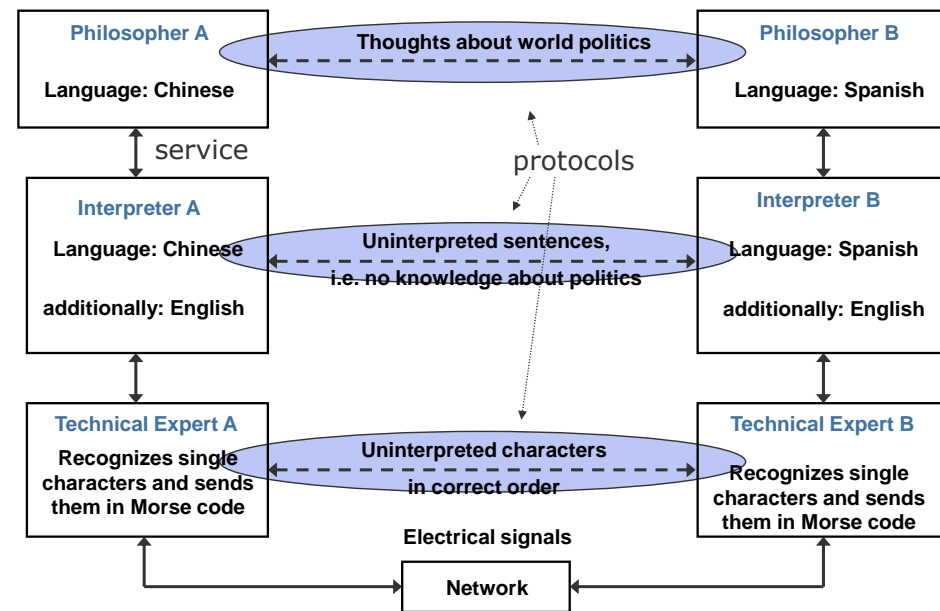 Philosopher A
Language: Chinese
Thoughts about world politics
Philosopher B
Language: Spanish
service
protocols
Interpreter A
Language: Chinese
additionally: English
Uninterpreted sentences,
i.e. no knowledge about politics
Interpreter B
Language: Spanish
additionally: English
Technical Expert A
Recognizes single
characters and sends
them in Morse code
Uninterpreted characters
in correct order
Technical Expert B
Recognizes single
characters and sends
them in Morse code
Electrical signals
Network